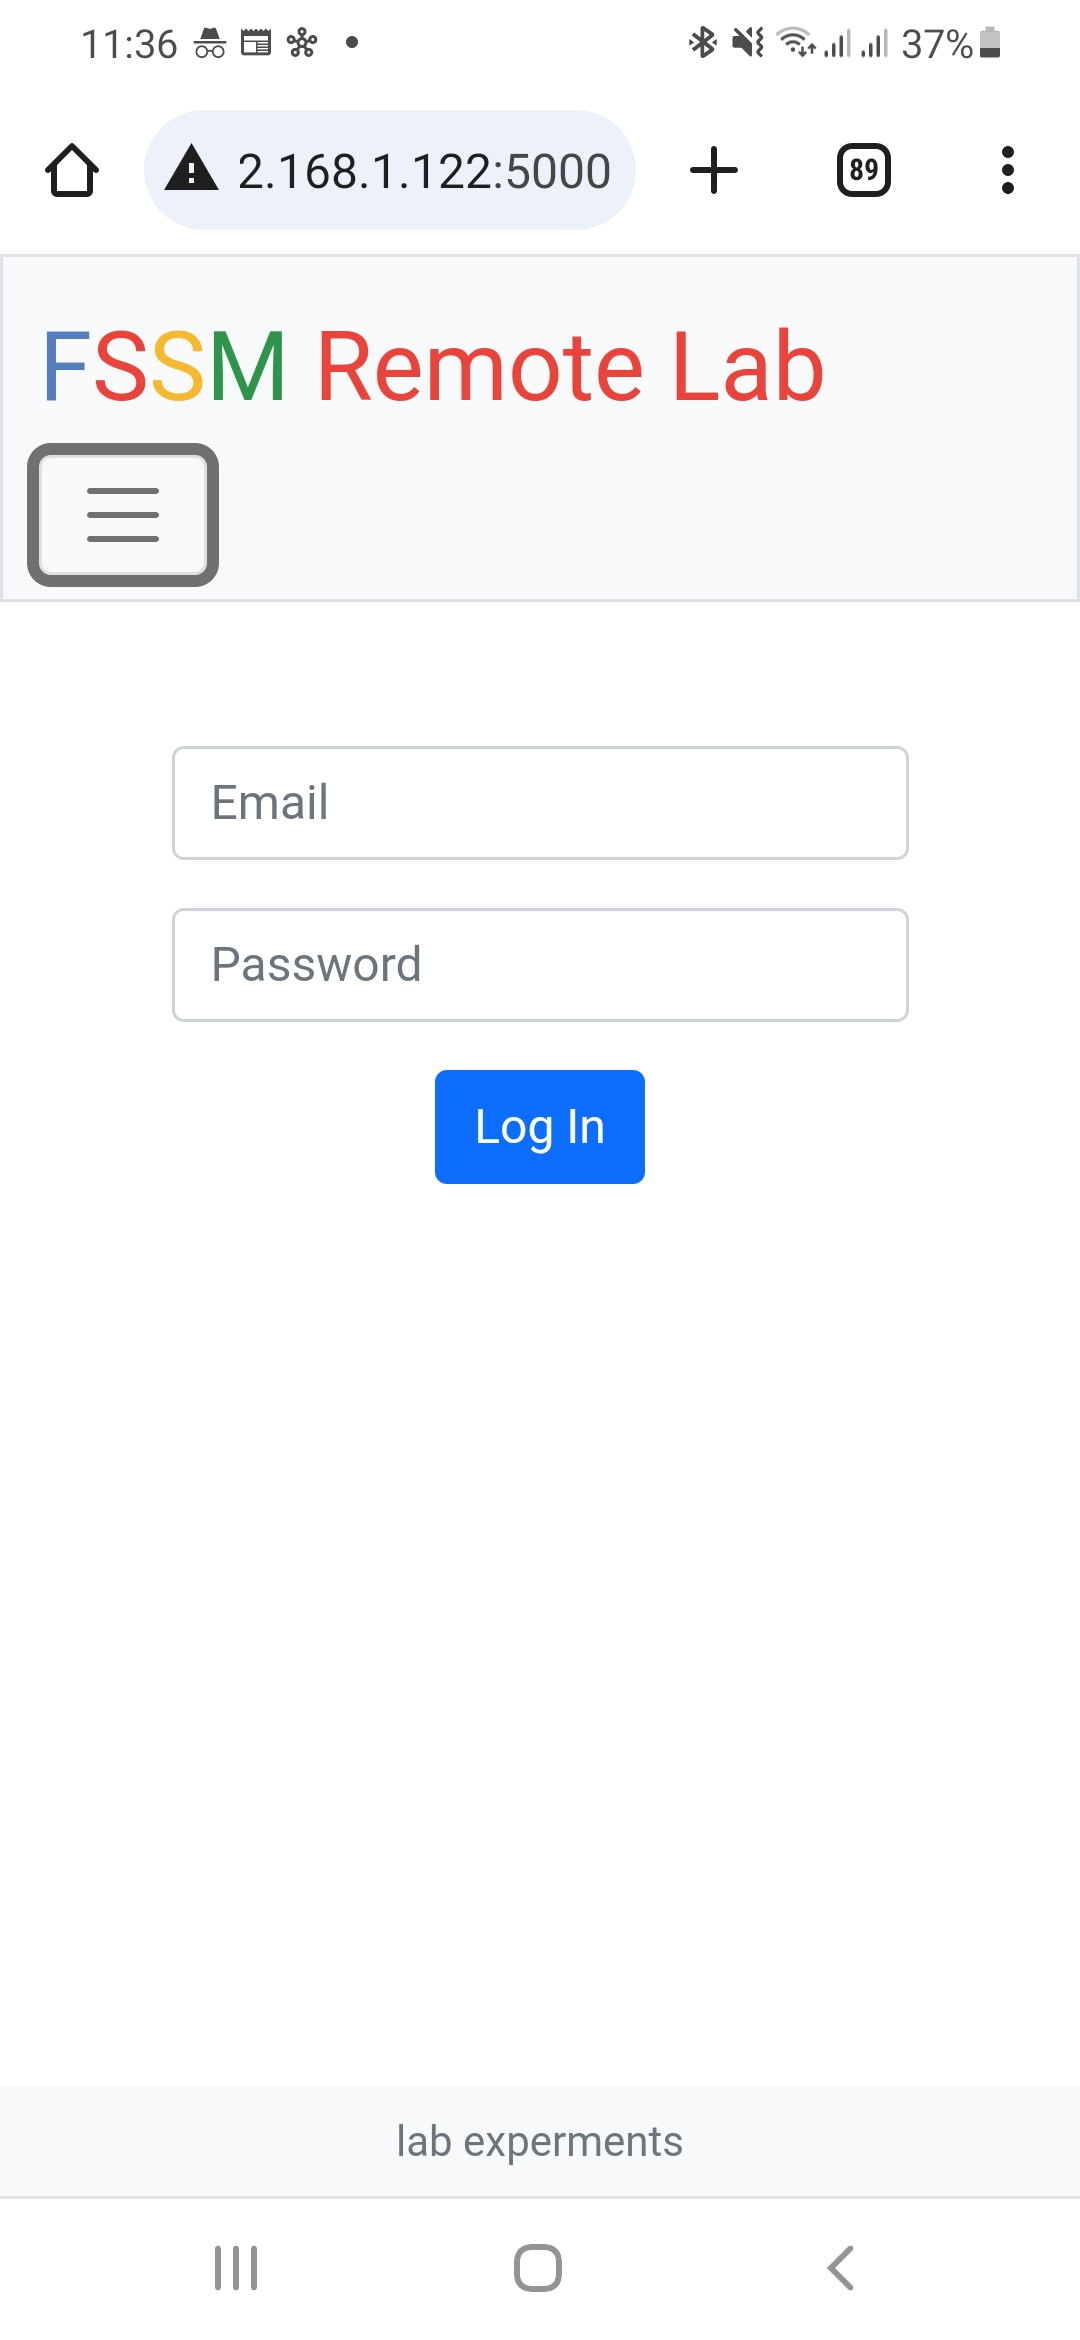 11:36
37%
2.168.1.122:5000
89
FSSM Remote Lab
Email
Password
Log In
lab experments